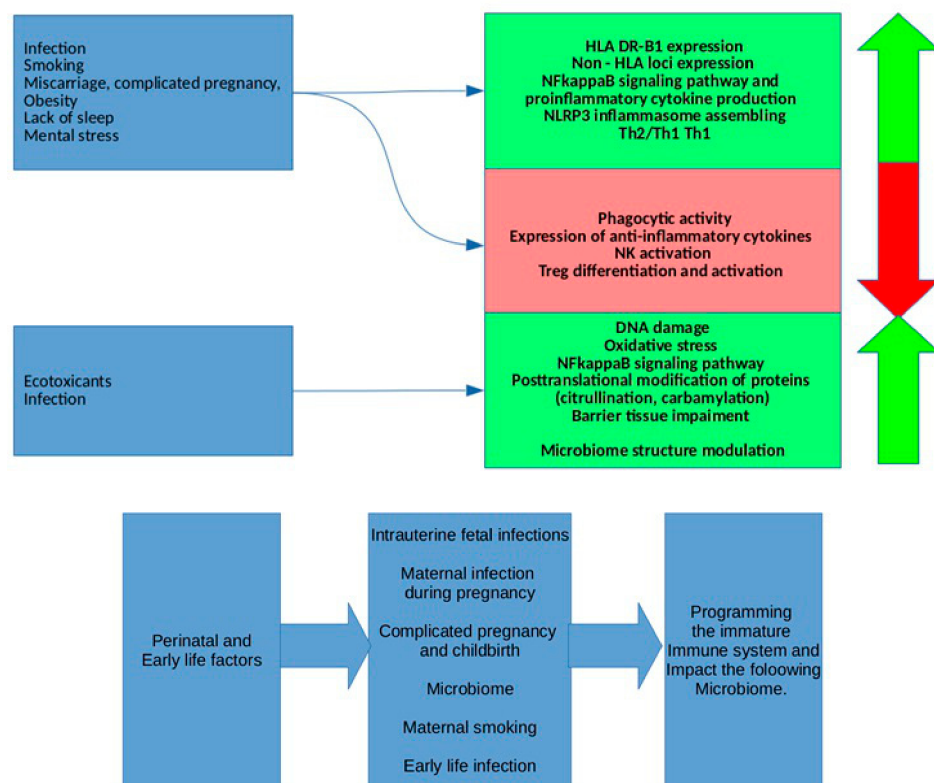 Infection
Smoking
Miscarriage, complicated pregnancy,
Obesity
Lack of sleep
Mental stress
HLA DR-B1 expression
Non - HLA loci expression
NFkappaB signaling pathway and
proinflammatory cytokine production
NLRP3 inflammasome assembling
Th2/Th1 Th1
Phagocytic activity
Expression of anti-inflammatory cytokines
NK activation
Treg differentiation and activation
Ecotoxicants
Infection
DNA damage
Oxidative stress
NFkappaB signaling pathway
Posttranslational modification of proteins
(citrullination, carbamylation)
Barrier tissue impaiment
Microbiome structure modulation
Perinatal and
Early life factors
Intrauterine fetal infections
Maternal infection
during pregnancy
Complicated pregnancy
and childbirth
Microbiome
Maternal smoking
Early life infection
Programming
the immature
Immune system and
Impact the foloowing
Microbiome.